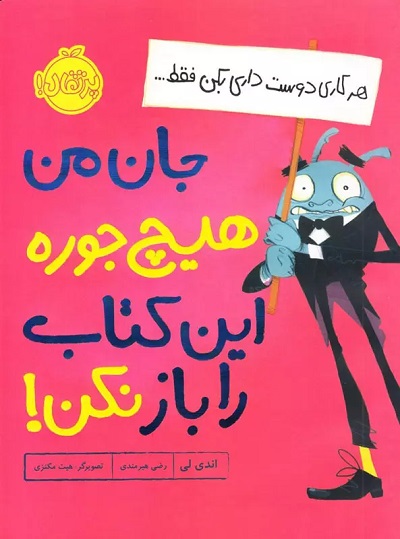 هر کاری دوست داری بکن فقط...
پرتقال!
جان من
هیچ جوره
این کتاب
را باز نکن!
اندی لی | رضی هیرمندی | تصویرگر: هیث مکنزی